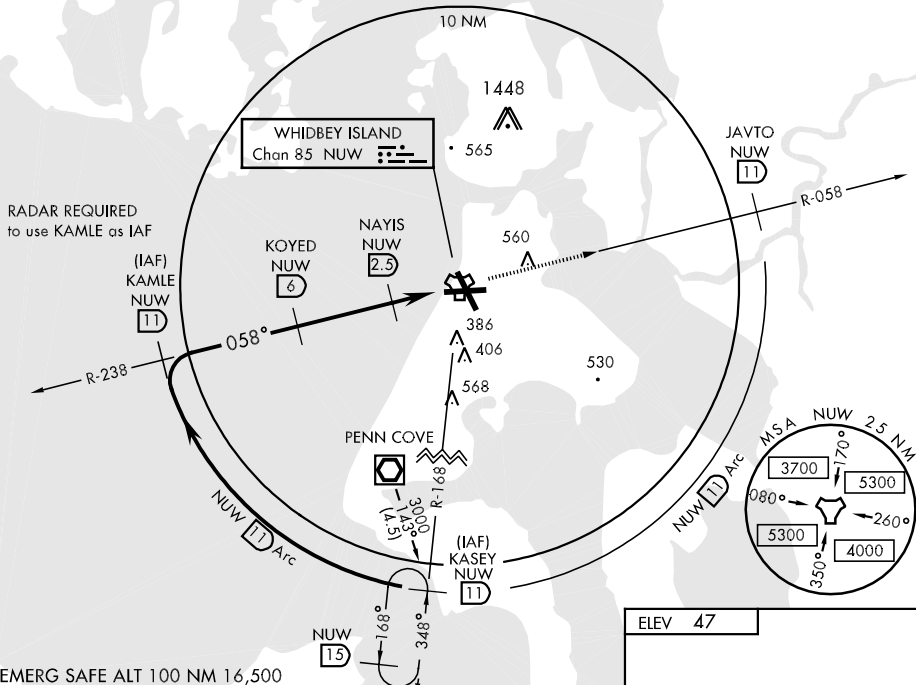 10 NM
1448
WHIDBEY ISLAND
Chan 85 NUW
565
JAVTO
NUW
11
R-058
RADAR REQUIRED
to use KAMLE as IAF
(IAF)
KAMLE
NUW
11
KOYED
NUW
6
NAYIS
NUW
2.5
560
058°
R-238
386
406
568
530
PENN COVE
R-168
3000
143°
(4.5)
NUW 11 Arc
NUW 11 Arc
(IAF)
KASEY
NUW
11
MSA NUW 25 NM
170°
3700
5300
080°
260°
5300
4000
350°
168°
348°
NUW
15
ELEV 47
EMERG SAFE ALT 100 NM 16,500